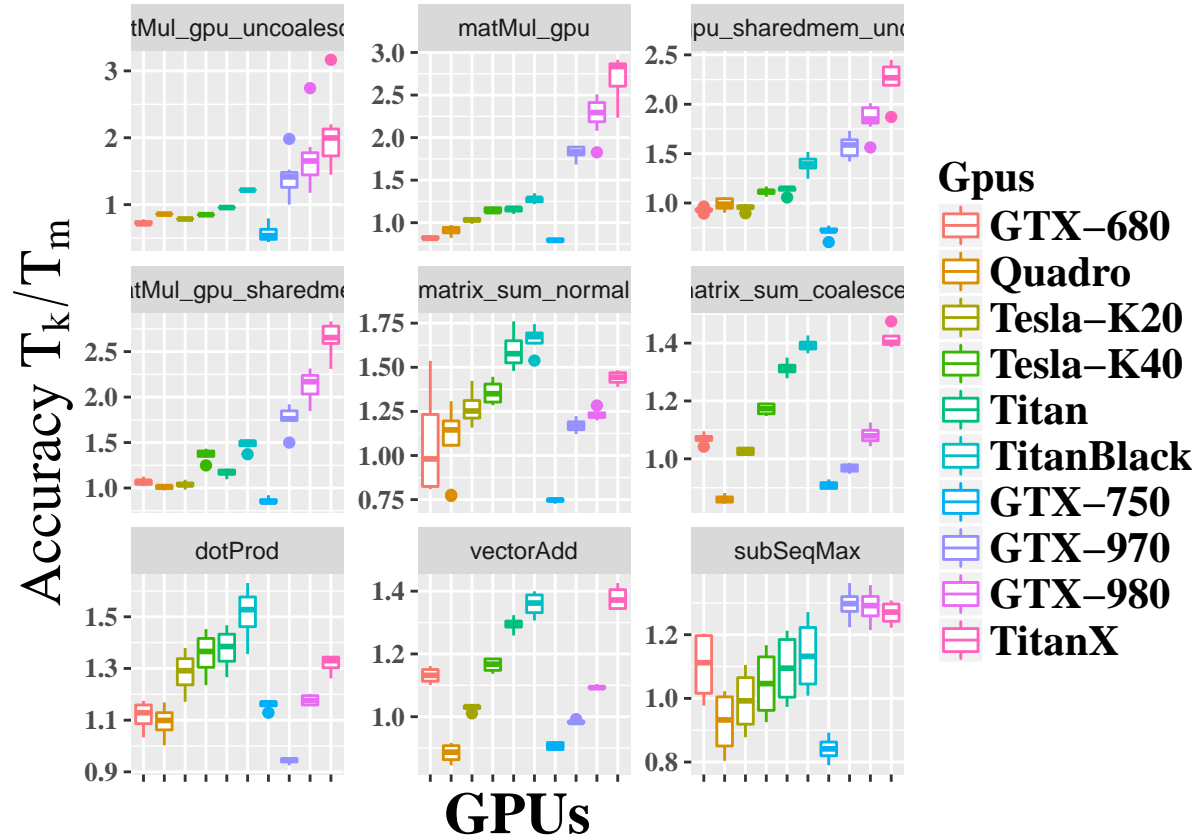 tMul_gpu_uncoalesc
matMul_gpu
gpu_sharedmem_unc
3
2
1
3.0
2.5
2.0
1.5
1.0
2.5
2.0
1.5
1.0
atMul_gpu_sharedme
matrix_sum_normal
natrix_sum_coalesce
2.5
2.0
1.5
1.0
1.75
1.50
1.25
1.00
0.75
1.4
1.2
1.0
dotProd
vectorAdd
subSeqMax
1.5
1.3
1.1
0.9
1.4
1.2
1.0
1.2
1.0
0.8
Accuracy Tk/Tm
GPUs
Gpus
GTX−680
Quadro
Tesla−K20
Tesla−K40
Titan
TitanBlack
GTX−750
GTX−970
GTX−980
TitanX